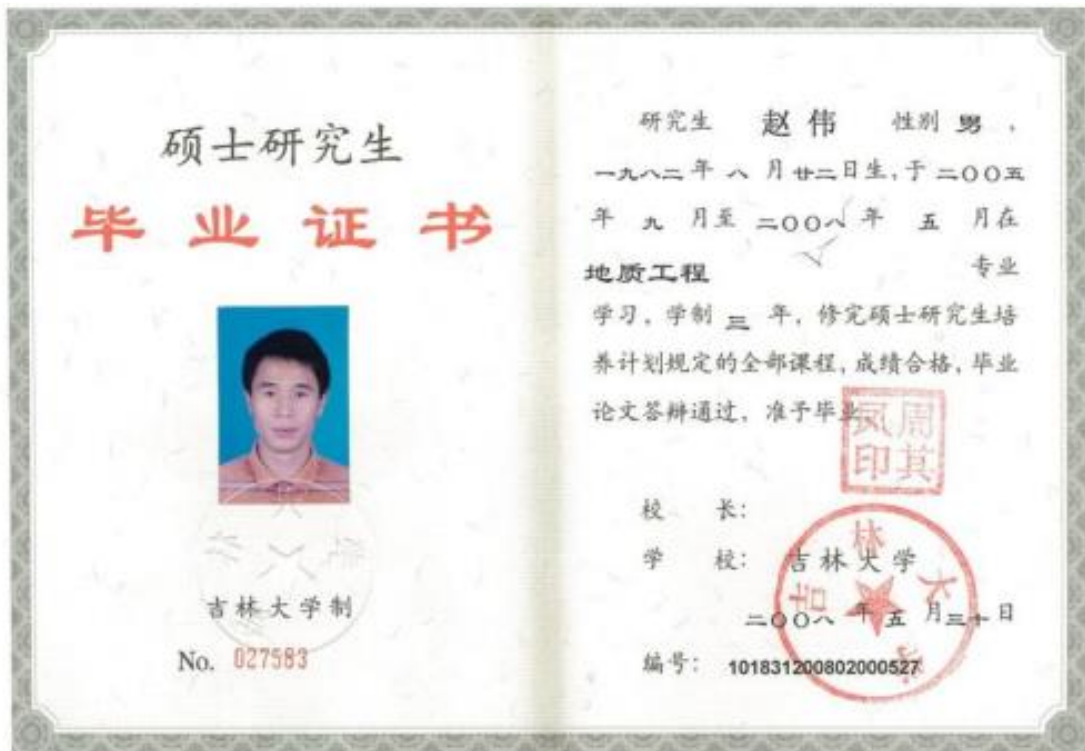 硕士研究生
毕业证书
吉林大学制
No. 027583
研究生 赵伟 性别 男，
一九八二 年 八 月 廿二日生，于 二〇〇五
年 九 月至 二〇〇八 年 五 月在
地质工程 专业
学习，学制 三 年，修完硕士研究生培
养计划规定的全部课程，成绩合格，毕业
论文答辩通过，准予毕业
周其
凤印
校 长：
学 校： 吉林大学
吉林大学
二〇〇八 年 五 月三十日
编号： 101831200802000527